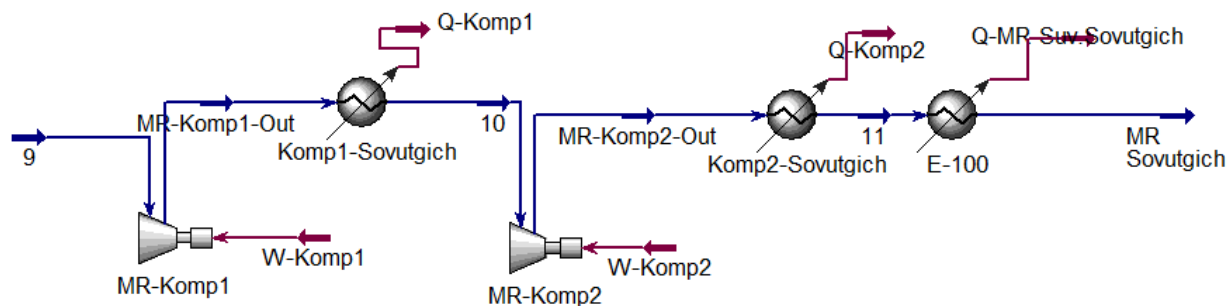 Q-Komp1
Q-Komp2
Q-MR-Suv.Sovutgich
9
MR-Komp1-Out
10
Komp1-Sovutgich
MR-Komp2-Out
11
Komp2-Sovutgich
E-100
MR
Sovutgich
W-Komp1
MR-Komp1
W-Komp2
MR-Komp2